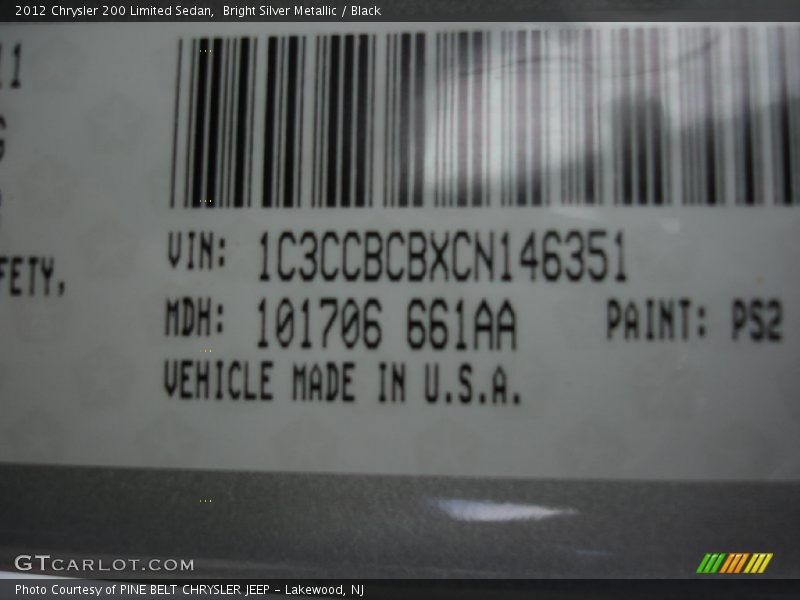 2012 Chrysler 200 Limited Sedan,  Bright Silver Metallic / Black
11
FETY,
VIN: 1C3CCBCBXCN146351
MDH: 101706 661AA PAINT: PS2
VEHICLE MADE IN U.S.A.
GTCARLOT.COM
Photo Courtesy of PINE BELT CHRYSLER JEEP - Lakewood, NJ